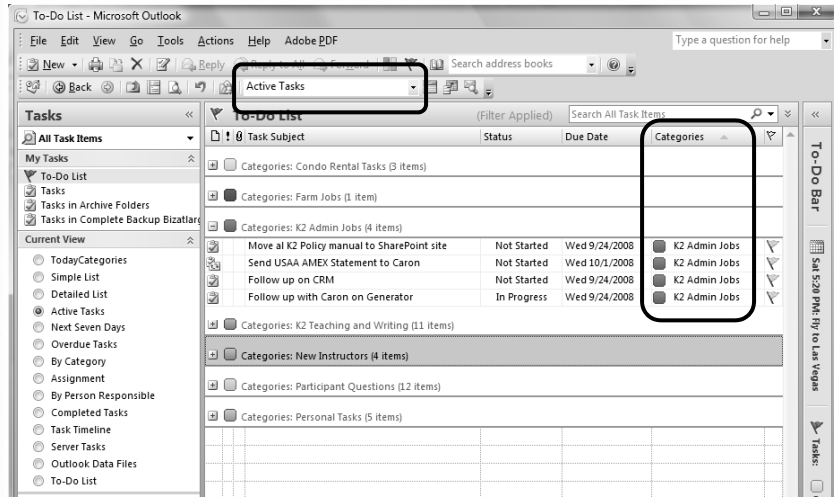 To-Do List - Microsoft Outlook
File Edit View Go Tools Actions Help Adobe PDF Type a question for help
New Reply Search address books
Back Active Tasks
Tasks « To-Do List (Filter Applied) Search All Task Items
All Task Items Task Subject Status Due Date Categories
My Tasks
To-Do List
Tasks
Tasks in Archive Folders
Tasks in Complete Backup Bizatlar
Current View
TodayCategories
Simple List
Detailed List
Active Tasks
Next Seven Days
Overdue Tasks
By Category
Assignment
By Person Responsible
Completed Tasks
Task Timeline
Server Tasks
Outlook Data Files
To-Do List
Categories: Condo Rental Tasks (3 items)
Categories: Farm Jobs (1 item)
Categories: K2 Admin Jobs (4 items)
Move al K2 Policy manual to SharePoint site Not Started Wed 9/24/2008 K2 Admin Jobs
Send USAA AMEX Statement to Caron Not Started Wed 10/1/2008 K2 Admin Jobs
Follow up on CRM Not Started Wed 9/24/2008 K2 Admin Jobs
Follow up with Caron on Generator In Progress Wed 9/24/2008 K2 Admin Jobs
Categories: K2 Teaching and Writing (11 items)
Categories: New Instructors (4 items)
Categories: Participant Questions (12 items)
Categories: Personal Tasks (5 items)
To-Do Bar
Sat 5:20 PM: Fly to Las Vegas
Tasks: